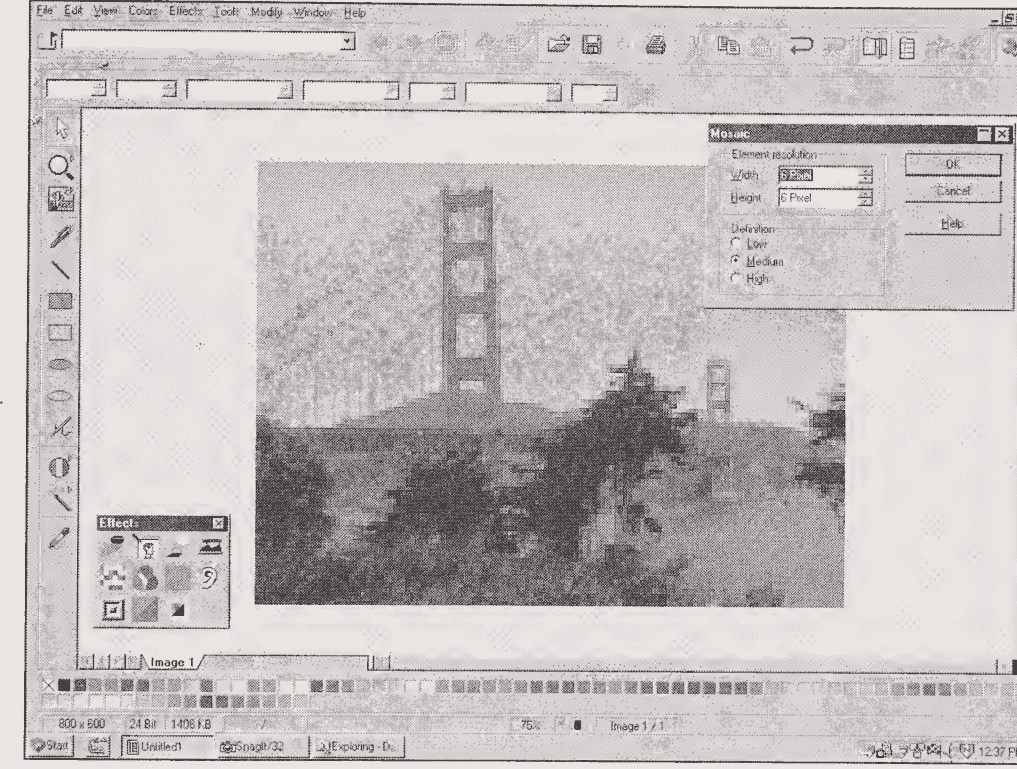 File Edit View Colors Effects Tools Modify Window Help
Mosaic
Element resolution
Width 6 Pixel
Height 6 Pixel
Definition
Low
Medium
High
OK
Cancel
Help
Effects
Image 1
800 x 600 24 Bit 1406 KB 75% Image 1 / 1
Start Untitled1 SnagIt/32 Exploring - D... 12:37 P